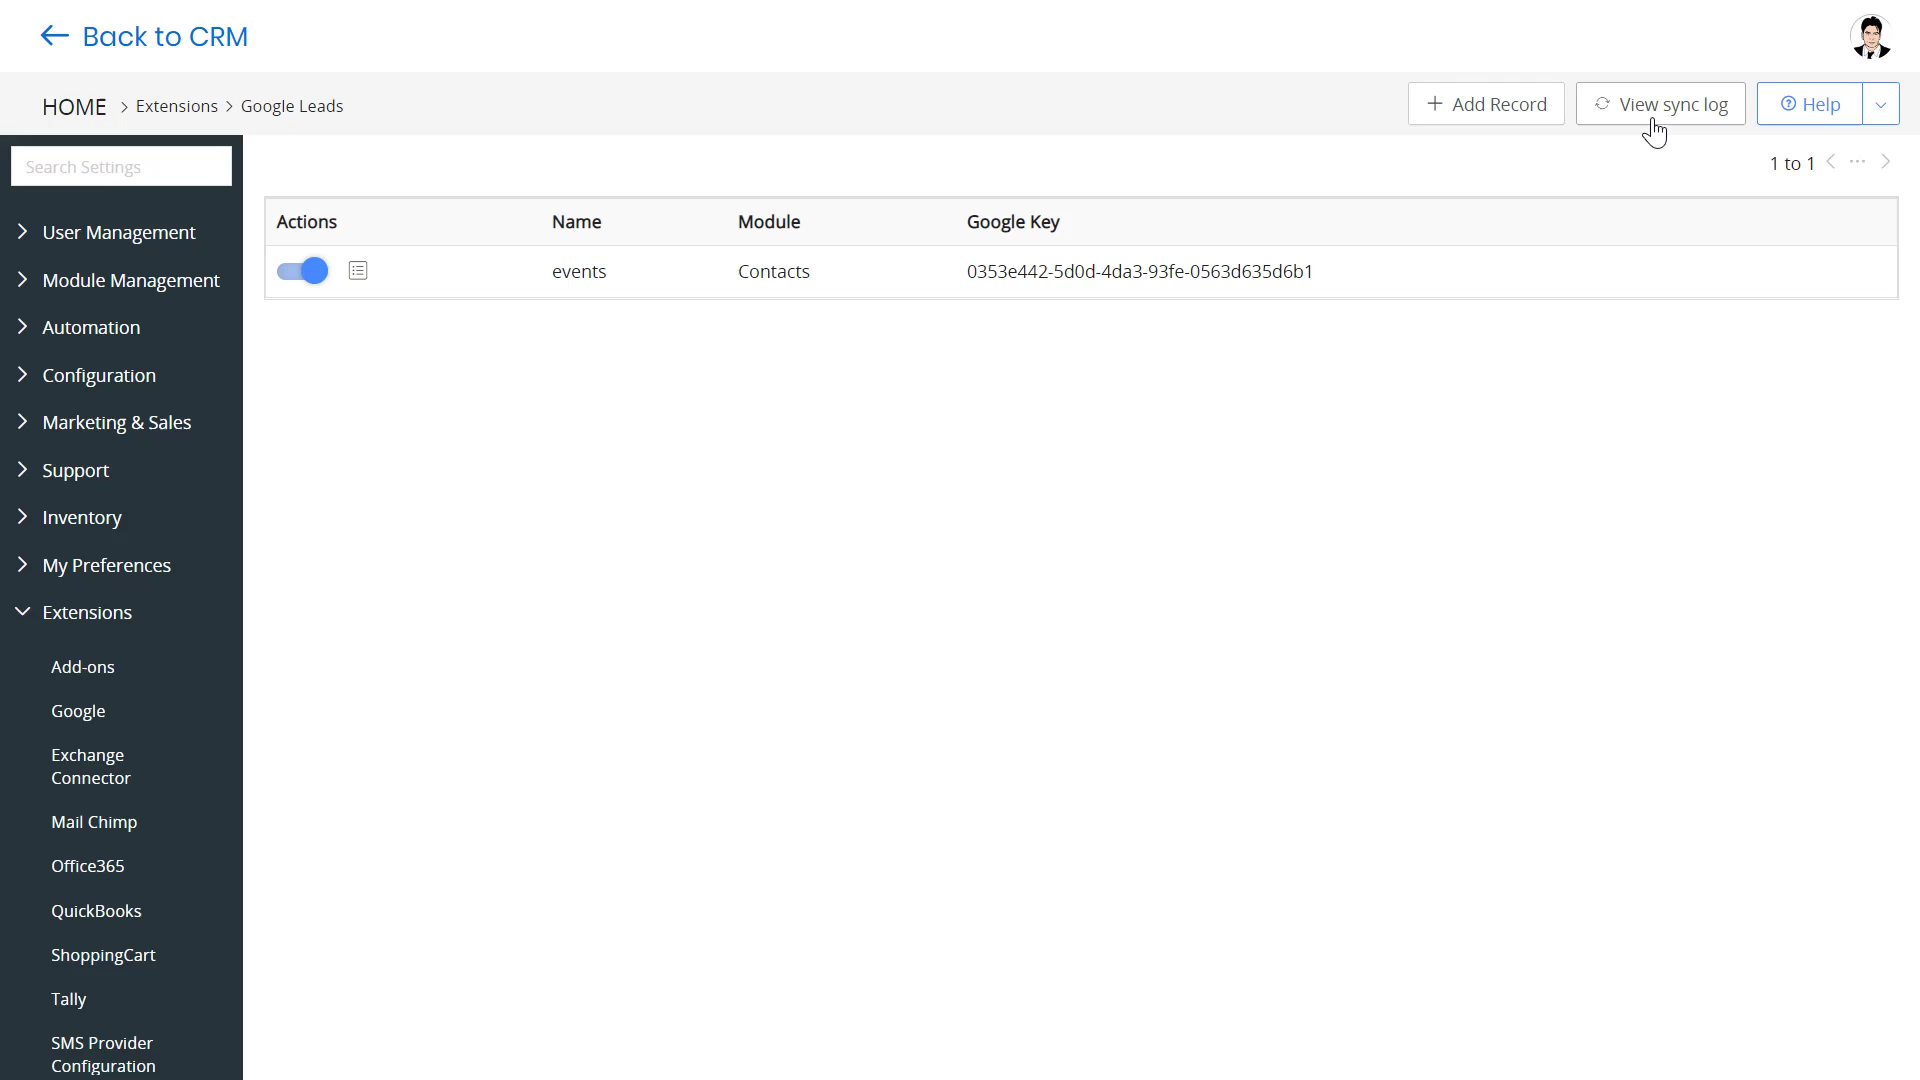 Back to CRM
HOME > Extensions > Google Leads
+ Add Record
View sync log
Help
Search Settings
1 to 1
Actions Name Module Google Key
events Contacts 0353e442-5d0d-4da3-93fe-0563d635d6b1
User Management
Module Management
Automation
Configuration
Marketing & Sales
Support
Inventory
My Preferences
Extensions
Add-ons
Google
Exchange
Connector
Mail Chimp
Office365
QuickBooks
ShoppingCart
Tally
SMS Provider
Configuration